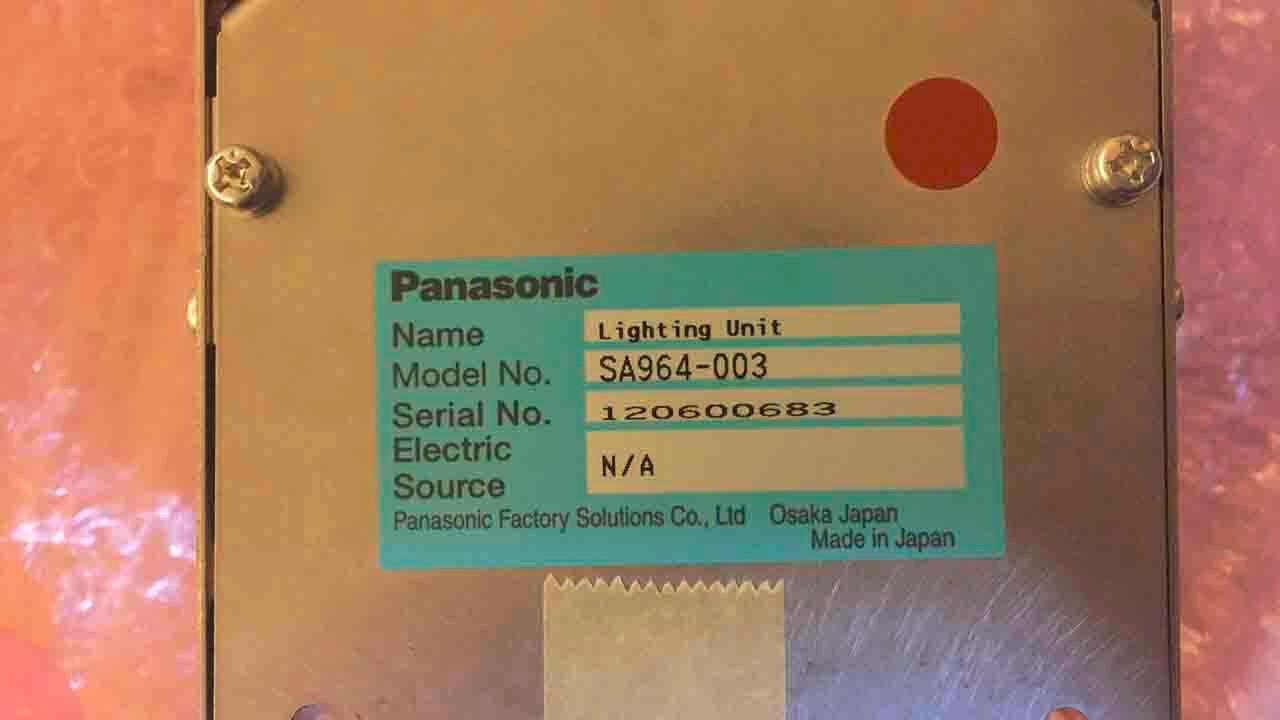 Panasonic
Name Lighting Unit
Model No. SA964-003
Serial No. 120600683
Electric
Source N/A
Panasonic Factory Solutions Co., Ltd Osaka Japan
Made in Japan